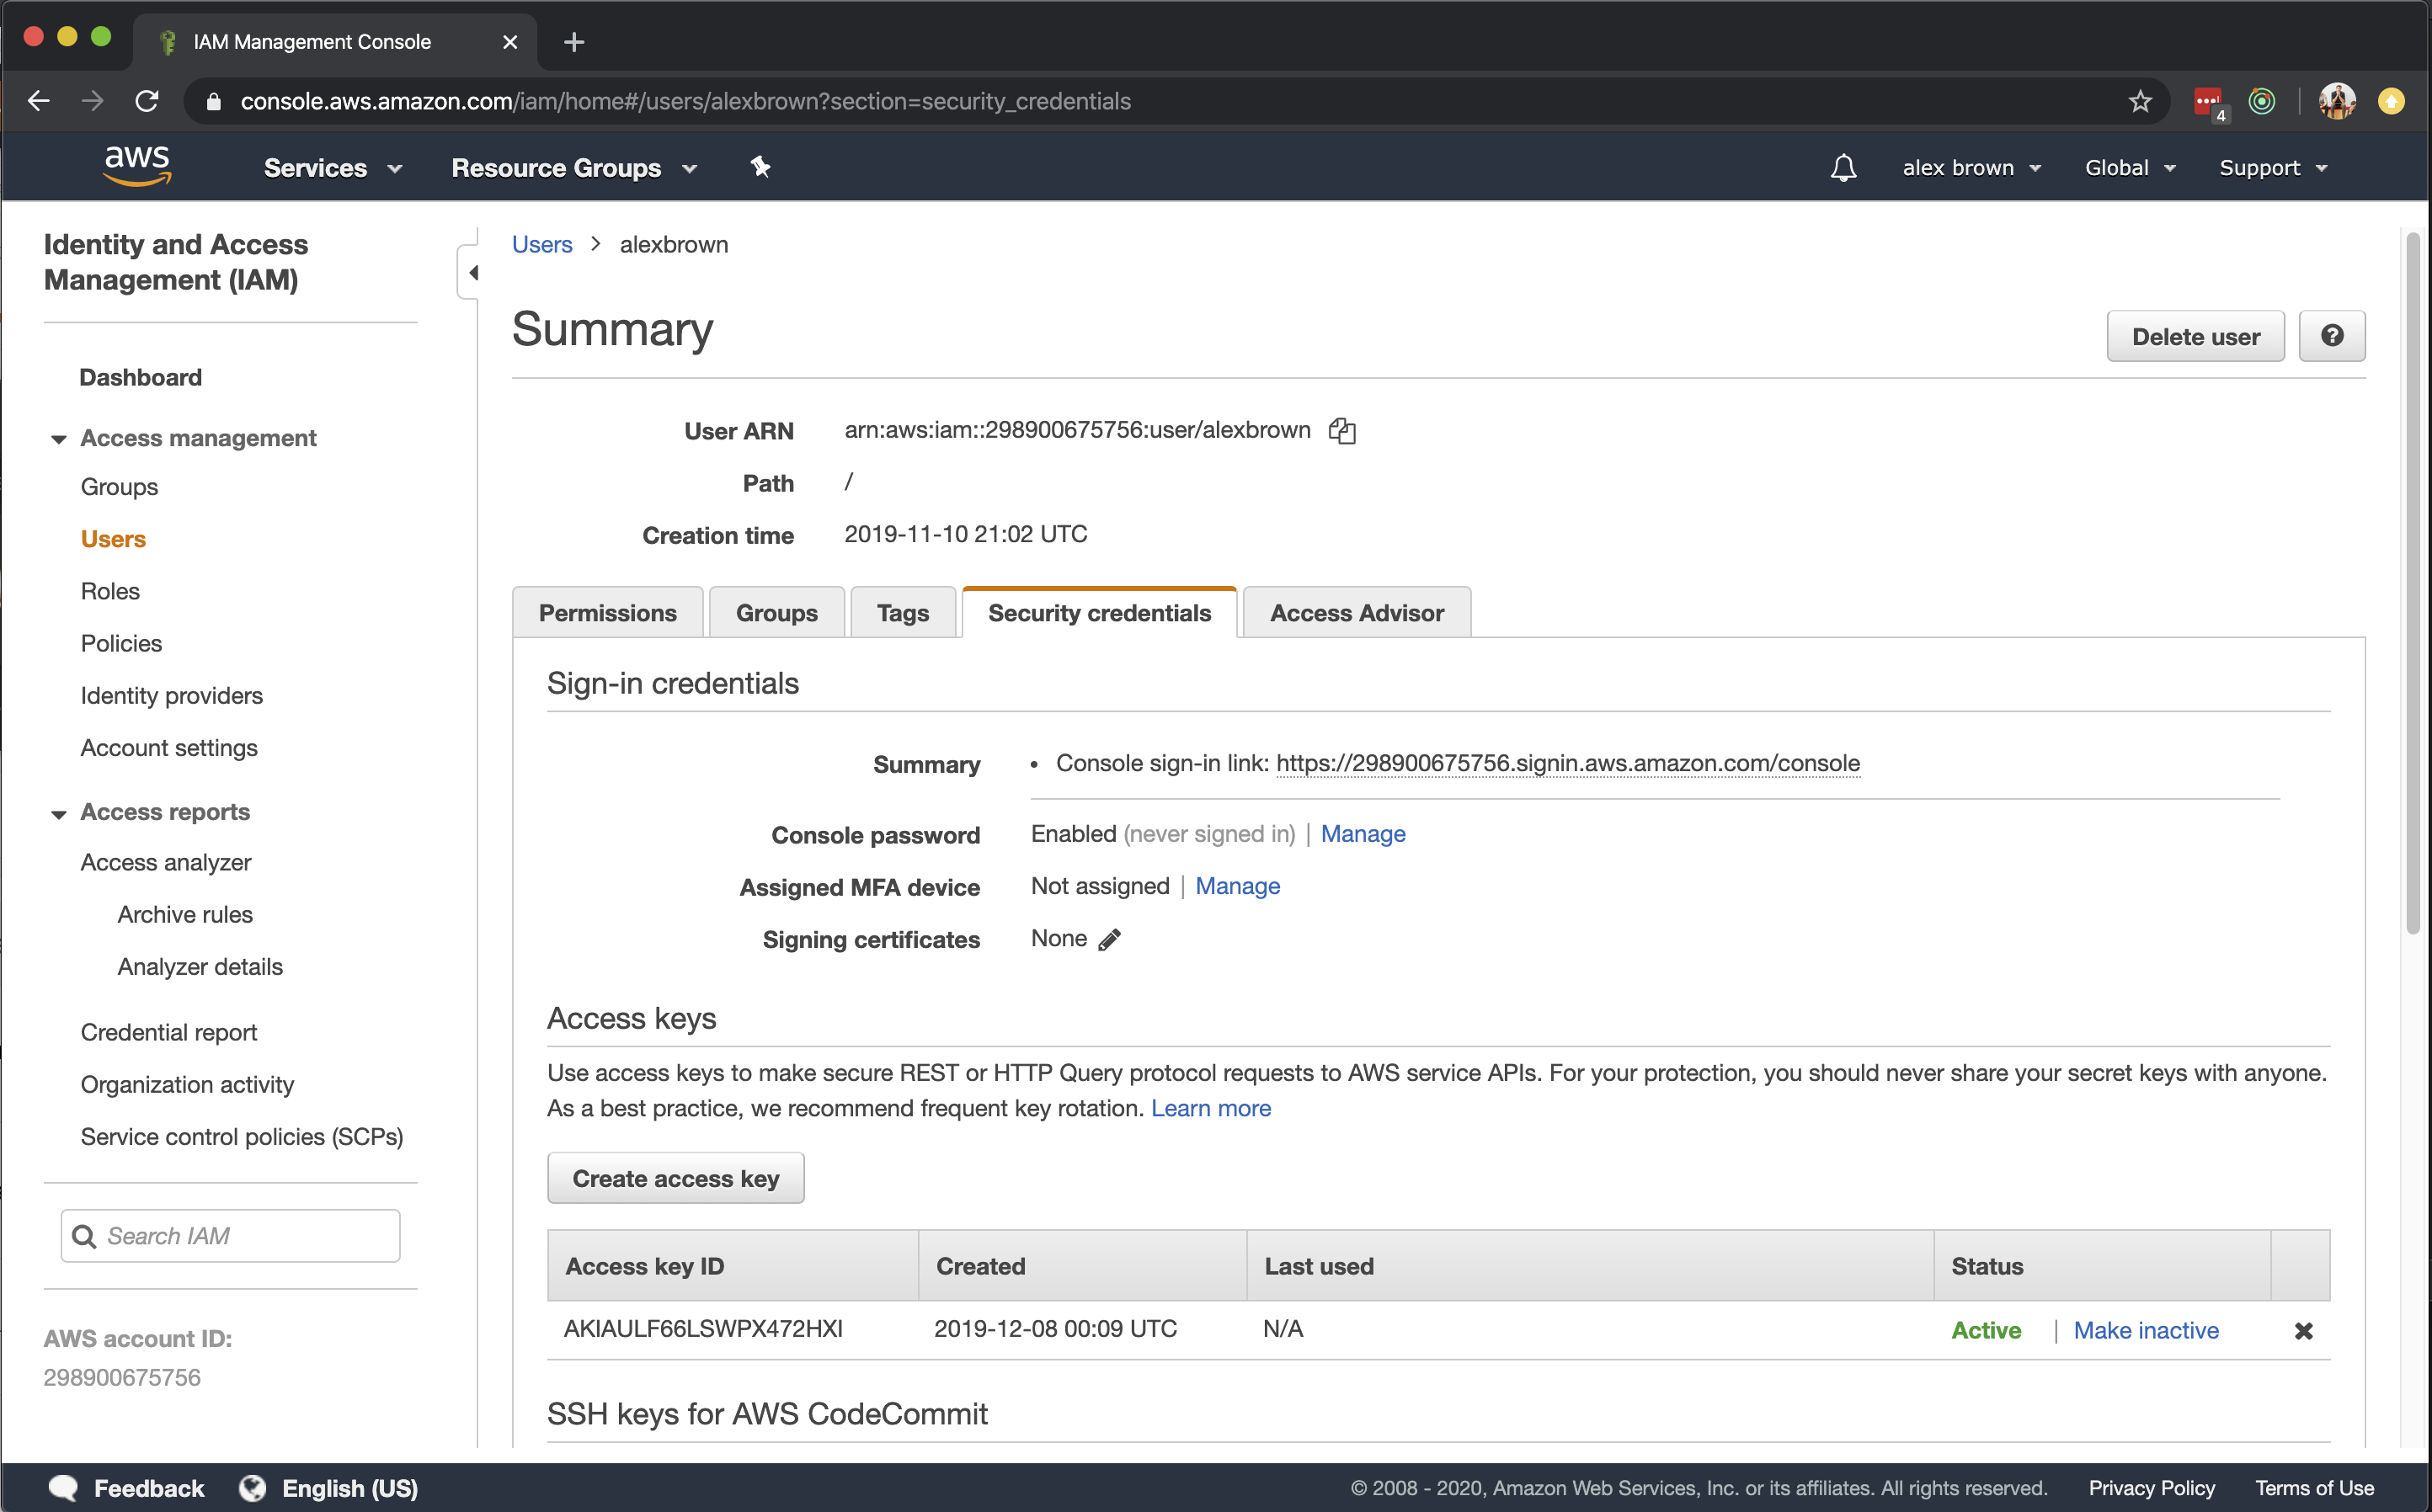 IAM Management Console
console.aws.amazon.com/iam/home#/users/alexbrown?section=security_credentials
4
aws
Services
Resource Groups
alex brown
Global
Support
Identity and Access
Management (IAM)
Dashboard
Access management
Groups
Users
Roles
Policies
Identity providers
Account settings
Access reports
Access analyzer
Archive rules
Analyzer details
Credential report
Organization activity
Service control policies (SCPs)
Search IAM
AWS account ID:
298900675756
Users > alexbrown
Summary
Delete user
?
User ARN arn:aws:iam::298900675756:user/alexbrown
Path /
Creation time 2019-11-10 21:02 UTC
Permissions
Groups
Tags
Security credentials
Access Advisor
Sign-in credentials
Summary • Console sign-in link: https://298900675756.signin.aws.amazon.com/console
Console password Enabled (never signed in) | Manage
Assigned MFA device Not assigned | Manage
Signing certificates None
Access keys
Use access keys to make secure REST or HTTP Query protocol requests to AWS service APIs. For your protection, you should never share your secret keys with anyone.
As a best practice, we recommend frequent key rotation. Learn more
Create access key
Access key ID Created Last used Status
AKIAULF66LSWPX472HXI 2019-12-08 00:09 UTC N/A Active | Make inactive
SSH keys for AWS CodeCommit
Feedback
English (US)
© 2008 - 2020, Amazon Web Services, Inc. or its affiliates. All rights reserved.
Privacy Policy
Terms of Use